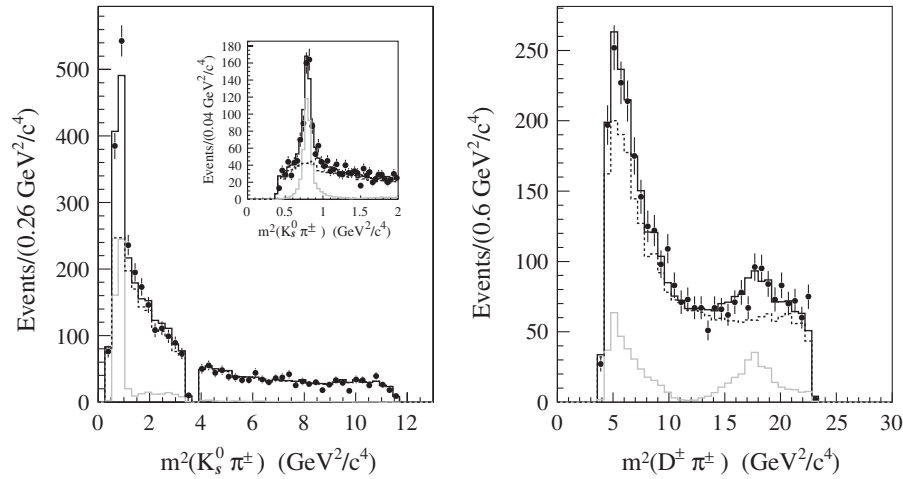 Events/(0.26 GeV²/c⁴)
500
400
300
200
100
0
0 2 4 6 8 10 12
m²(K⁰ₛ π±) (GeV²/c⁴)
Events/(0.04 GeV²/c⁴)
180
160
140
120
100
80
60
40
20
0
0 0.5 1 1.5 2
m²(K⁰ₛ π±) (GeV²/c⁴)
Events/(0.6 GeV²/c⁴)
250
200
150
100
50
0
0 5 10 15 20 25 30
m²(D± π±) (GeV²/c⁴)